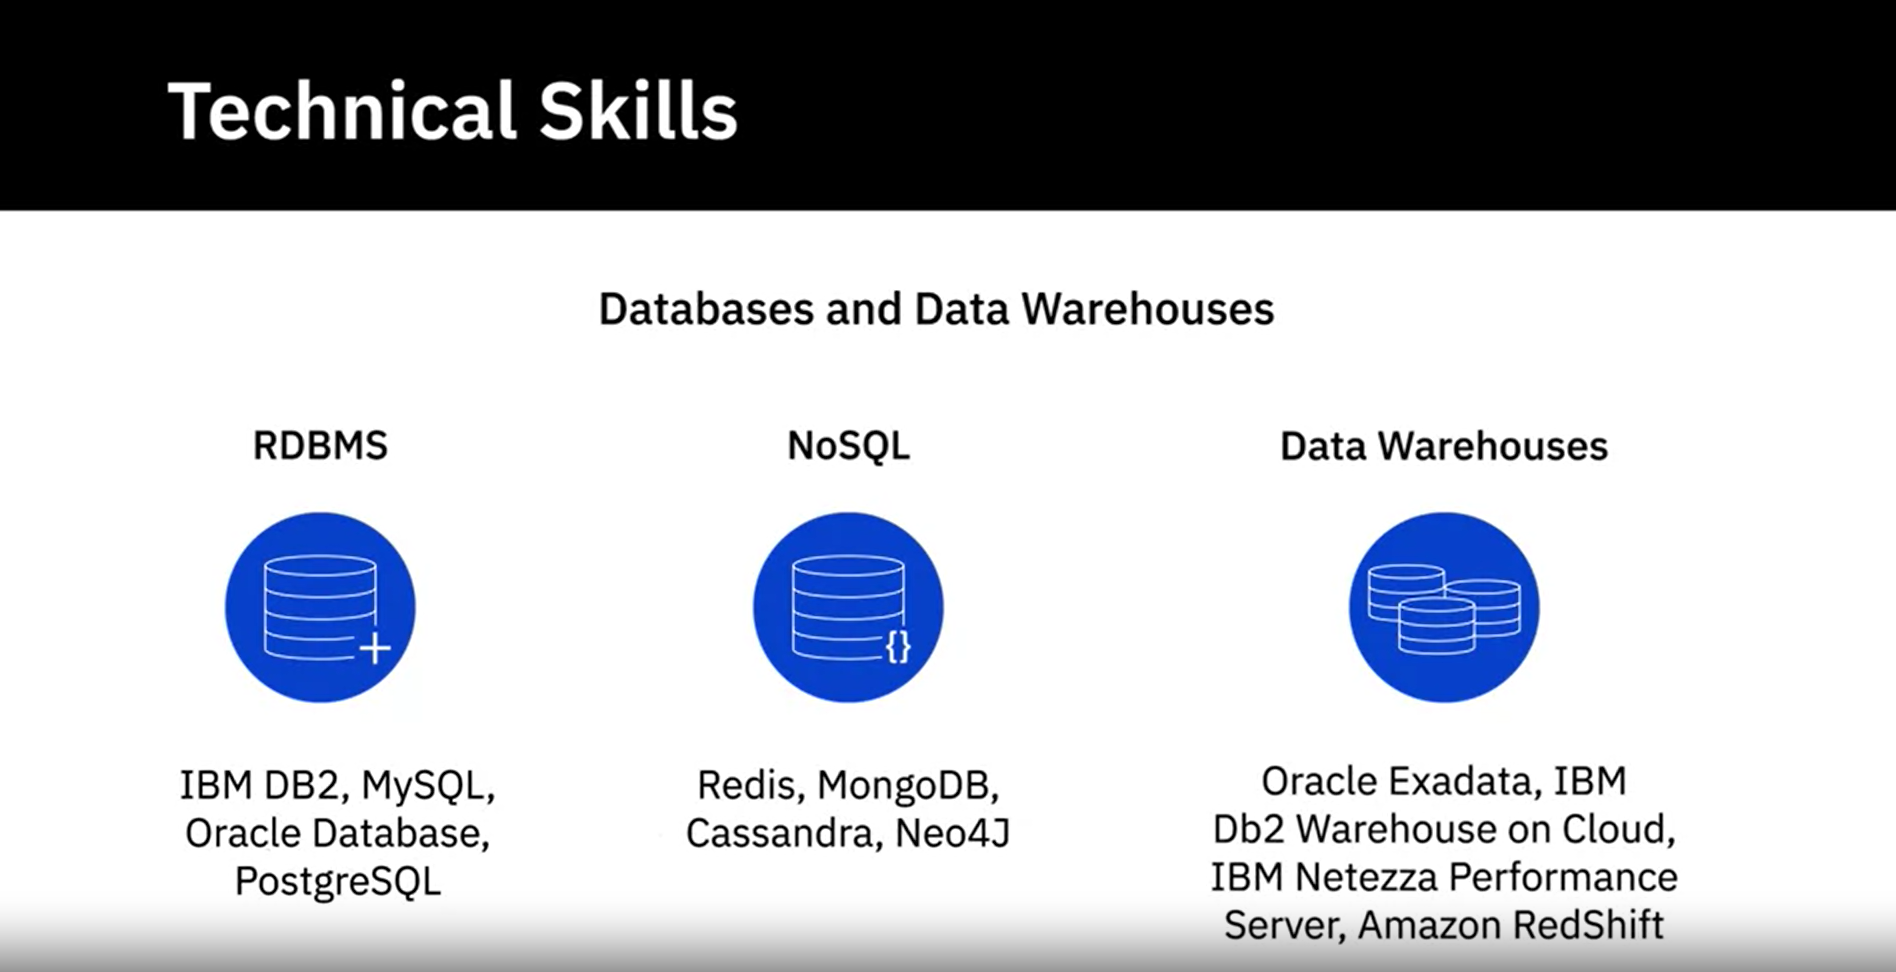 Technical Skills
Databases and Data Warehouses
RDBMS
IBM DB2, MySQL,
Oracle Database,
PostgreSQL
NoSQL
{}
Redis, MongoDB,
Cassandra, Neo4J
Data Warehouses
Oracle Exadata, IBM
Db2 Warehouse on Cloud,
IBM Netezza Performance
Server, Amazon RedShift